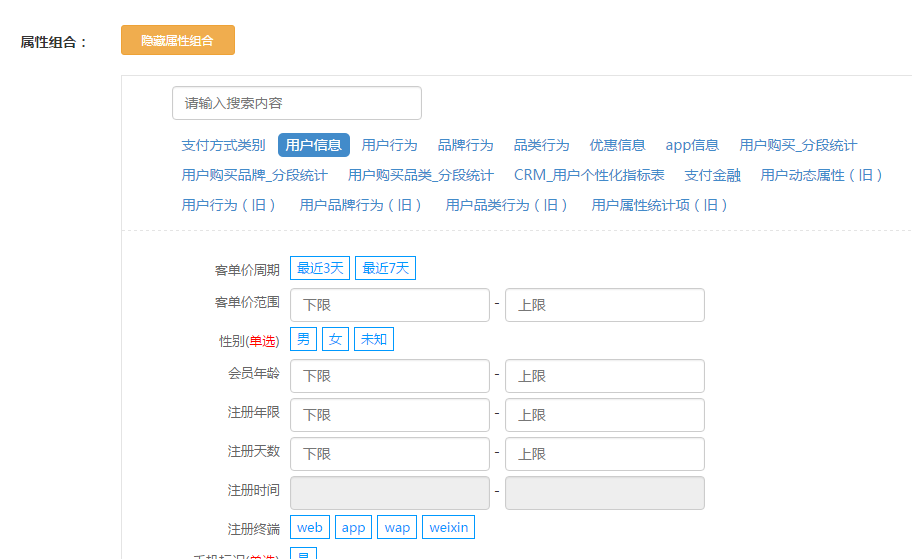 属性组合： 隐藏属性组合
请输入搜索内容
支付方式类别 用户信息 用户行为 品牌行为 品类行为 优惠信息 app信息 用户购买_分段统计
用户购买品牌_分段统计 用户购买品类_分段统计 CRM_用户个性化指标表 支付金融 用户动态属性（旧）
用户行为（旧） 用户品牌行为（旧） 用户品类行为（旧） 用户属性统计项（旧）
客单价周期 最近3天 最近7天
客单价范围 下限 - 上限
性别(单选) 男 女 未知
会员年龄 下限 - 上限
注册年限 下限 - 上限
注册天数 下限 - 上限
注册时间 -
注册终端 web app wap weixin
手机标识(单选) 是